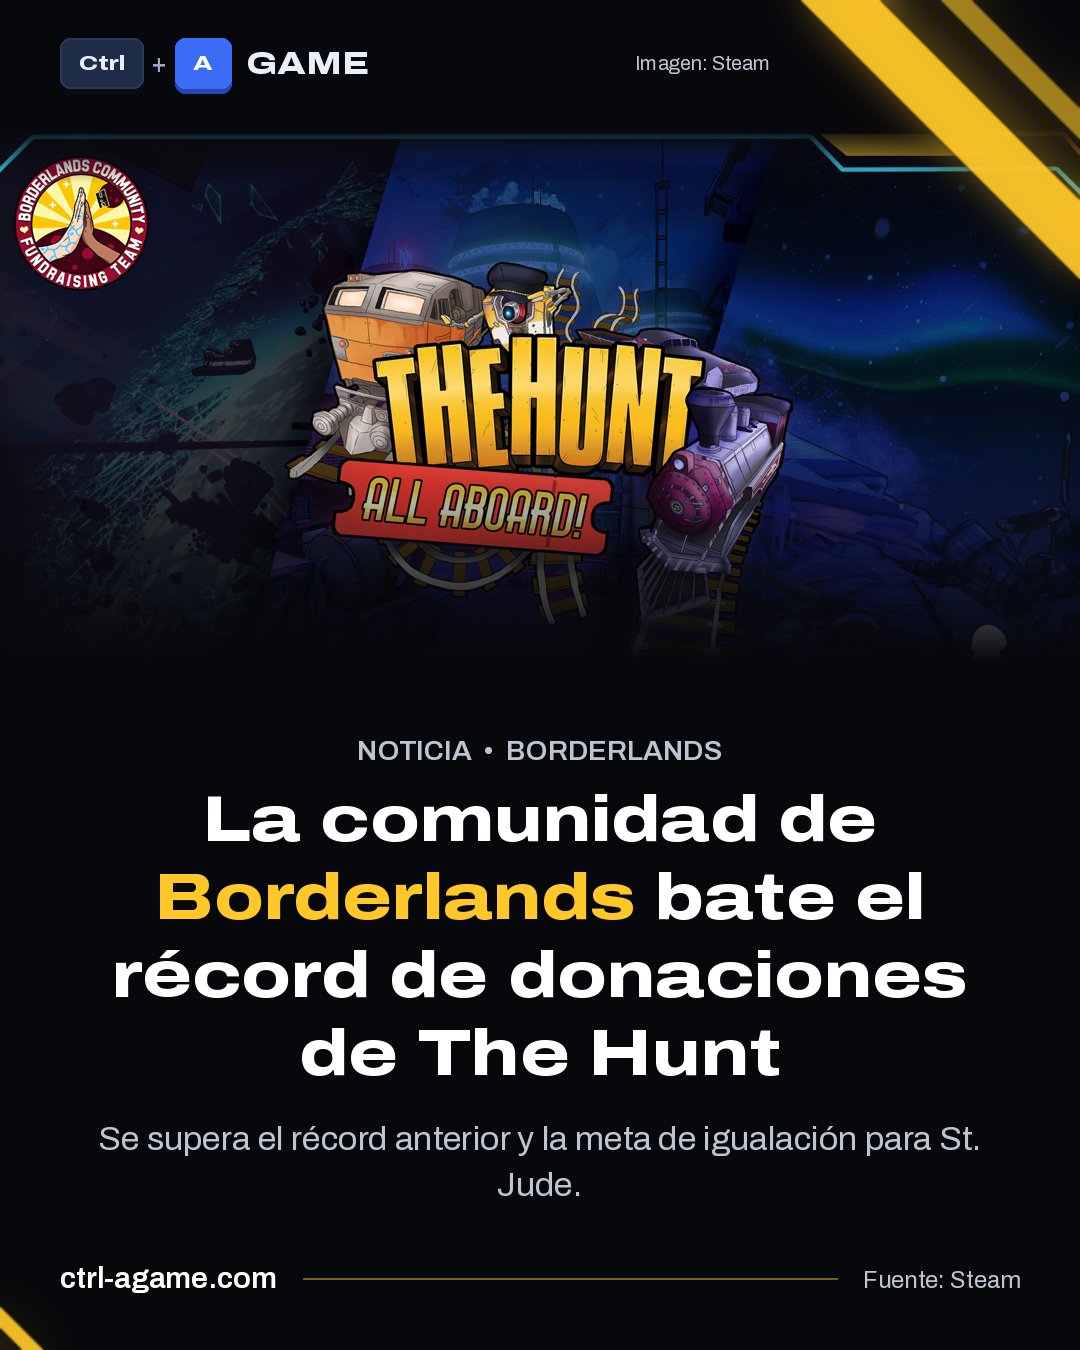 Ctrl + A GAME
Imagen: Steam
BORDERLANDS COMMUNITY
FUNDRAISING TEAM
THE HUNT
ALL ABOARD!
NOTICIA • BORDERLANDS
La comunidad de
Borderlands bate el
récord de donaciones
de The Hunt
Se supera el récord anterior y la meta de igualación para St.
Jude.
ctrl-agame.com
Fuente: Steam